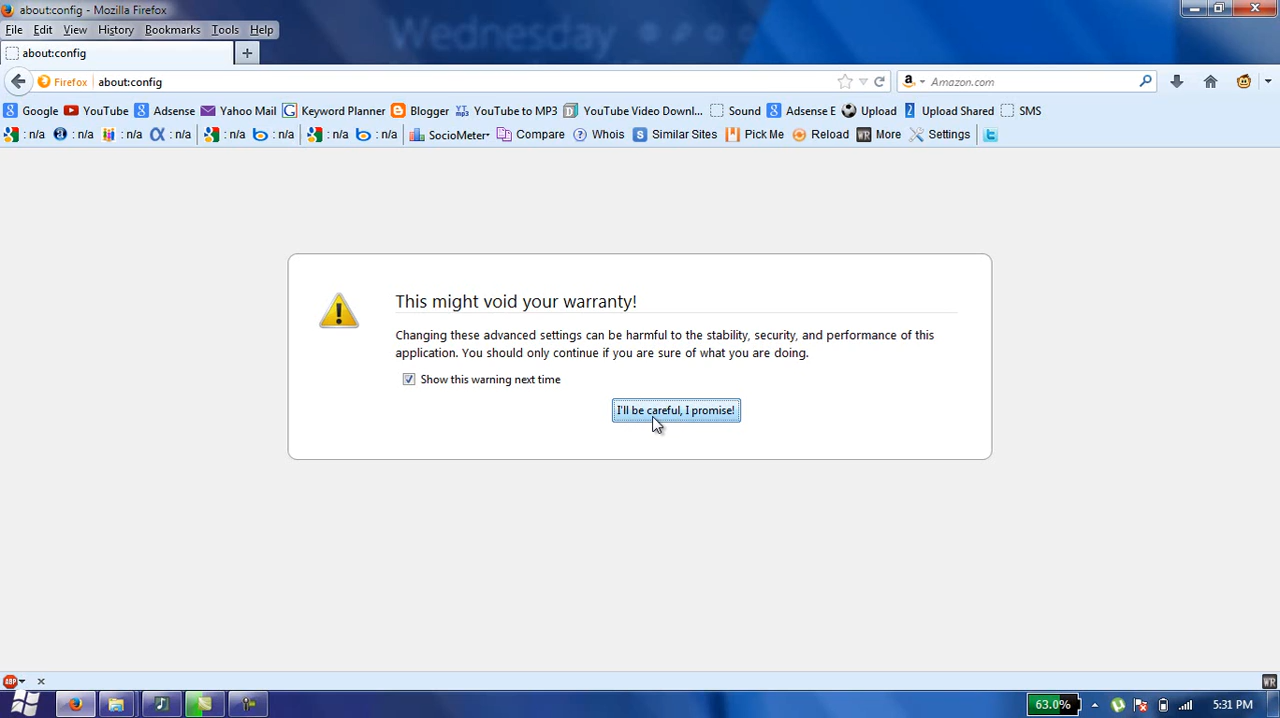 about:config - Mozilla Firefox
Wednesday
File Edit View History Bookmarks Tools Help
about:config +
Firefox about:config Amazon.com
Google YouTube Adsense Yahoo Mail Keyword Planner Blogger YouTube to MP3 YouTube Video Downl... Sound Adsense E Upload Upload Shared SMS
: n/a : n/a : n/a : n/a : n/a : n/a : n/a : n/a SocioMeter Compare Whois Similar Sites Pick Me Reload More Settings
This might void your warranty!
Changing these advanced settings can be harmful to the stability, security, and performance of this
application. You should only continue if you are sure of what you are doing.
Show this warning next time
I'll be careful, I promise!
ABP WR
63.0% 5:31 PM